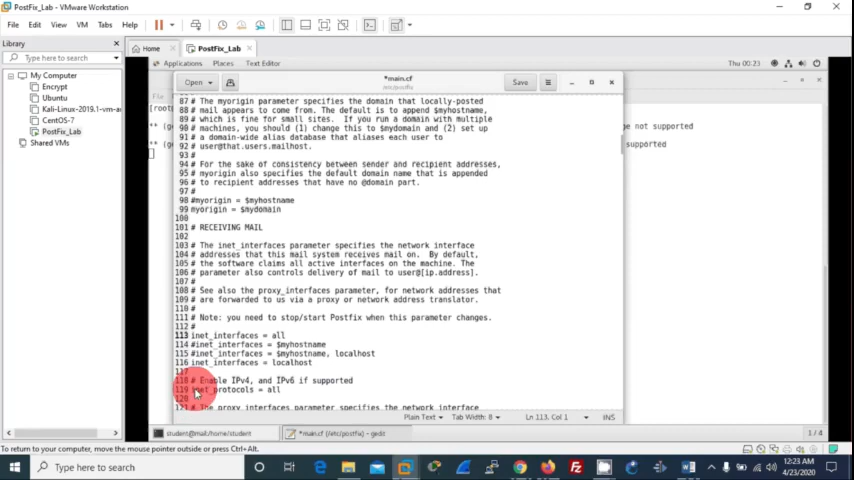 PostFix_Lab - VMware Workstation
File Edit View VM Tabs Help
Library
Type here to search
My Computer
Encrypt
Ubuntu
Kali-Linux-2019.1-vm-a
CentOS-7
PostFix_Lab
Shared VMs
Home PostFix_Lab
Applications Places Text Editor Thu 00:23
Open *main.cf Save
/etc/postfix
87 # The myorigin parameter specifies the domain that locally-posted
88 # mail appears to come from. The default is to append $myhostname,
89 # which is fine for small sites. If you run a domain with multiple
90 # machines, you should (1) change this to $mydomain and (2) set up
91 # a domain-wide alias database that aliases each user to
92 # user@that.users.mailhost.
93 #
94 # For the sake of consistency between sender and recipient addresses,
95 # myorigin also specifies the default domain name that is appended
96 # to recipient addresses that have no @domain part.
97 #
98 #myorigin = $myhostname
99 myorigin = $mydomain
100
101 # RECEIVING MAIL
102
103 # The inet_interfaces parameter specifies the network interface
104 # addresses that this mail system receives mail on. By default,
105 # the software claims all active interfaces on the machine. The
106 # parameter also controls delivery of mail to user@[ip.address].
107 #
108 # See also the proxy_interfaces parameter, for network addresses that
109 # are forwarded to us via a proxy or network address translator.
110 #
111 # Note: you need to stop/start Postfix when this parameter changes.
112 #
113 inet_interfaces = all
114 #inet_interfaces = $myhostname
115 #inet_interfaces = $myhostname, localhost
116 inet_interfaces = localhost
117
118 # Enable IPv4, and IPv6 if supported
119 inet_protocols = all
120
121 # The proxy_interfaces parameter specifies the network interface
Plain Text Tab Width: 8 Ln 113, Col 1 INS
File
[root
** (g
** (g
ge not supported
supported
student@mail:/home/student *main.cf (/etc/postfix) - gedit 1 / 4
To return to your computer, move the mouse pointer outside or press Ctrl+Alt.
Type here to search
12:23 AM
4/23/2020